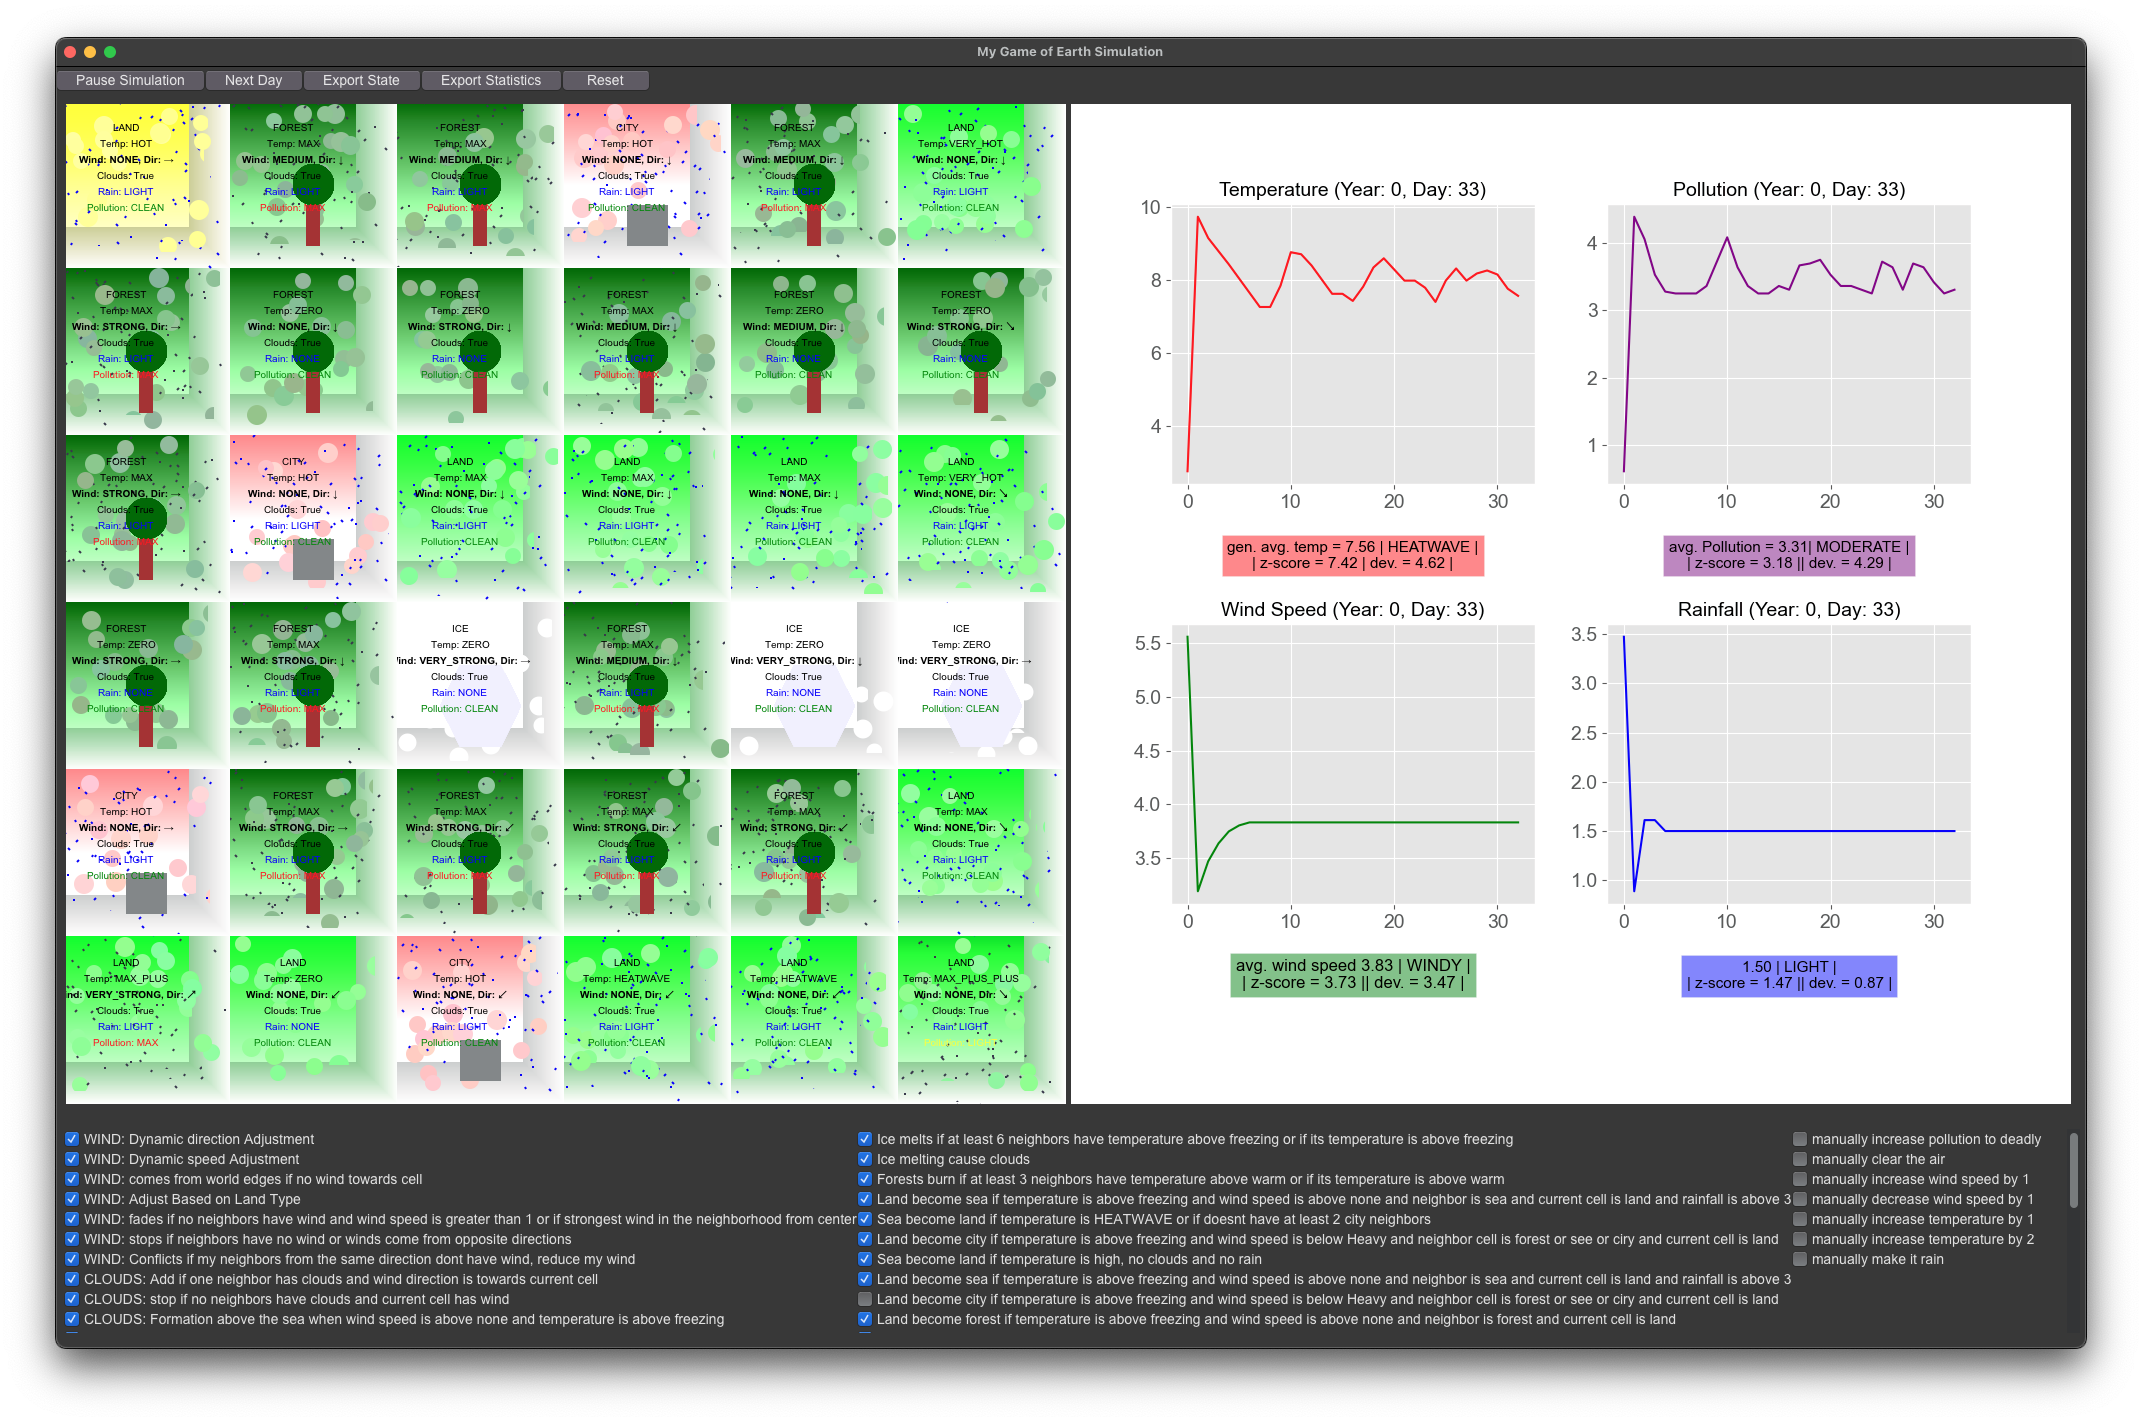 My Game of Earth Simulation
Pause Simulation Next Day Export State Export Statistics Reset
LAND
Temp: HOT
Wind: NONE, Dir: →
Clouds: True
Rain: LIGHT
Pollution: CLEAN
FOREST
Temp: MAX
Wind: MEDIUM, Dir: ↓
Clouds: True
Rain: LIGHT
Pollution: MAX
FOREST
Temp: MAX
Wind: MEDIUM, Dir: ↓
Clouds: True
Rain: LIGHT
Pollution: MAX
CITY
Temp: HOT
Wind: NONE, Dir: ↓
Clouds: True
Rain: LIGHT
Pollution: CLEAN
FOREST
Temp: MAX
Wind: MEDIUM, Dir: ↓
Clouds: True
Rain: LIGHT
Pollution: MAX
LAND
Temp: VERY_HOT
Wind: NONE, Dir: ↓
Clouds: True
Rain: LIGHT
Pollution: CLEAN
FOREST
Temp: MAX
Wind: STRONG, Dir: →
Clouds: True
Rain: LIGHT
Pollution: MAX
FOREST
Temp: ZERO
Wind: NONE, Dir: ↓
Clouds: True
Rain: NONE
Pollution: CLEAN
FOREST
Temp: ZERO
Wind: STRONG, Dir: ↓
Clouds: True
Rain: NONE
Pollution: CLEAN
FOREST
Temp: MAX
Wind: MEDIUM, Dir: ↓
Clouds: True
Rain: LIGHT
Pollution: MAX
FOREST
Temp: ZERO
Wind: MEDIUM, Dir: ↓
Clouds: True
Rain: NONE
Pollution: CLEAN
FOREST
Temp: ZERO
Wind: STRONG, Dir: ↘
Clouds: True
Rain: NONE
Pollution: CLEAN
FOREST
Temp: MAX
Wind: STRONG, Dir: →
Clouds: True
Rain: LIGHT
Pollution: MAX
CITY
Temp: HOT
Wind: NONE, Dir: ↓
Clouds: True
Rain: LIGHT
Pollution: CLEAN
LAND
Temp: MAX
Wind: NONE, Dir: ↓
Clouds: True
Rain: LIGHT
Pollution: CLEAN
LAND
Temp: MAX
Wind: NONE, Dir: ↓
Clouds: True
Rain: LIGHT
Pollution: CLEAN
LAND
Temp: MAX
Wind: NONE, Dir: ↓
Clouds: True
Rain: LIGHT
Pollution: CLEAN
LAND
Temp: VERY_HOT
Wind: NONE, Dir: ↘
Clouds: True
Rain: LIGHT
Pollution: CLEAN
FOREST
Temp: ZERO
Wind: STRONG, Dir: →
Clouds: True
Rain: NONE
Pollution: CLEAN
FOREST
Temp: MAX
Wind: STRONG, Dir: ↓
Clouds: True
Rain: LIGHT
Pollution: MAX
ICE
Temp: ZERO
Wind: VERY_STRONG, Dir: →
Clouds: True
Rain: NONE
Pollution: CLEAN
FOREST
Temp: MAX
Wind: MEDIUM, Dir: ↓
Clouds: True
Rain: LIGHT
Pollution: MAX
ICE
Temp: ZERO
Wind: VERY_STRONG, Dir: ↓
Clouds: True
Rain: NONE
Pollution: CLEAN
ICE
Temp: ZERO
Wind: VERY_STRONG, Dir: →
Clouds: True
Rain: NONE
Pollution: CLEAN
CITY
Temp: HOT
Wind: NONE, Dir: →
Clouds: True
Rain: LIGHT
Pollution: CLEAN
FOREST
Temp: MAX
Wind: STRONG, Dir: →
Clouds: True
Rain: LIGHT
Pollution: MAX
FOREST
Temp: MAX
Wind: STRONG, Dir: ↙
Clouds: True
Rain: LIGHT
Pollution: MAX
FOREST
Temp: MAX
Wind: STRONG, Dir: ↙
Clouds: True
Rain: LIGHT
Pollution: MAX
FOREST
Temp: MAX
Wind: STRONG, Dir: ↙
Clouds: True
Rain: LIGHT
Pollution: MAX
LAND
Temp: MAX
Wind: NONE, Dir: ↘
Clouds: True
Rain: LIGHT
Pollution: CLEAN
LAND
Temp: MAX_PLUS
nd: VERY_STRONG, Dir: ↗
Clouds: True
Rain: LIGHT
Pollution: MAX
LAND
Temp: ZERO
Wind: NONE, Dir: ↙
Clouds: True
Rain: NONE
Pollution: CLEAN
CITY
Temp: HOT
Wind: NONE, Dir: ↙
Clouds: True
Rain: LIGHT
Pollution: CLEAN
LAND
Temp: HEATWAVE
Wind: NONE, Dir: ↙
Clouds: True
Rain: LIGHT
Pollution: CLEAN
LAND
Temp: HEATWAVE
Wind: NONE, Dir: ↙
Clouds: True
Rain: LIGHT
Pollution: CLEAN
LAND
Temp: MAX_PLUS_PLUS
Wind: NONE, Dir: ↘
Clouds: True
Rain: LIGHT
Temperature (Year: 0, Day: 33)
10
8
6
4
0 10 20 30
gen. avg. temp = 7.56 | HEATWAVE |
| z-score = 7.42 | dev. = 4.62 |
Pollution (Year: 0, Day: 33)
4
3
2
1
0 10 20 30
avg. Pollution = 3.31| MODERATE |
| z-score = 3.18 || dev. = 4.29 |
Wind Speed (Year: 0, Day: 33)
5.5
5.0
4.5
4.0
3.5
0 10 20 30
avg. wind speed 3.83 | WINDY |
| z-score = 3.73 || dev. = 3.47 |
Rainfall (Year: 0, Day: 33)
3.5
3.0
2.5
2.0
1.5
1.0
0 10 20 30
1.50 | LIGHT |
| z-score = 1.47 || dev. = 0.87 |
WIND: Dynamic direction Adjustment
WIND: Dynamic speed Adjustment
WIND: comes from world edges if no wind towards cell
WIND: Adjust Based on Land Type
WIND: fades if no neighbors have wind and wind speed is greater than 1 or if strongest wind in the neighborhood from center
WIND: stops if neighbors have no wind or winds come from opposite directions
WIND: Conflicts if my neighbors from the same direction dont have wind, reduce my wind
CLOUDS: Add if one neighbor has clouds and wind direction is towards current cell
CLOUDS: stop if no neighbors have clouds and current cell has wind
CLOUDS: Formation above the sea when wind speed is above none and temperature is above freezing
Ice melts if at least 6 neighbors have temperature above freezing or if its temperature is above freezing
Ice melting cause clouds
Forests burn if at least 3 neighbors have temperature above warm or if its temperature is above warm
Land become sea if temperature is above freezing and wind speed is above none and neighbor is sea and current cell is land and rainfall is above 3
Sea become land if temperature is HEATWAVE or if doesnt have at least 2 city neighbors
Land become city if temperature is above freezing and wind speed is below Heavy and neighbor cell is forest or see or ciry and current cell is land
Sea become land if temperature is high, no clouds and no rain
Land become sea if temperature is above freezing and wind speed is above none and neighbor is sea and current cell is land and rainfall is above 3
Land become city if temperature is above freezing and wind speed is below Heavy and neighbor cell is forest or see or ciry and current cell is land
Land become forest if temperature is above freezing and wind speed is above none and neighbor is forest and current cell is land
manually increase pollution to deadly
manually clear the air
manually increase wind speed by 1
manually decrease wind speed by 1
manually increase temperature by 1
manually increase temperature by 2
manually make it rain